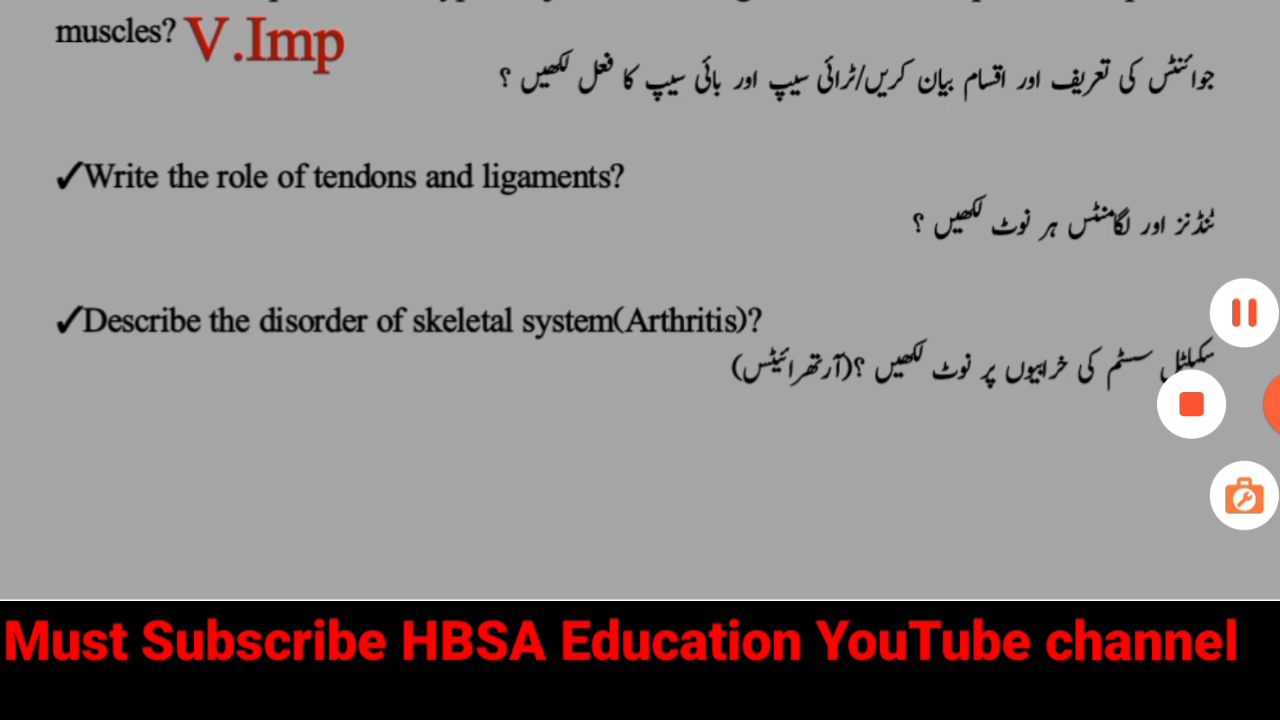 muscles? V.Imp
جوائنٹس کی تعریف اور اقسام بیان کریں/ٹرائی سیپ اور بائی سیپ کا فعل لکھیں ؟
✓Write the role of tendons and ligaments?
ٹنڈنز اور لگامنٹس ہر نوٹ لکھیں ؟
✓Describe the disorder of skeletal system(Arthritis)?
سسٹم کی خرابیوں پر نوٹ لکھیں ؟(آرتھرائیٹس)
Must Subscribe HBSA Education YouTube channel